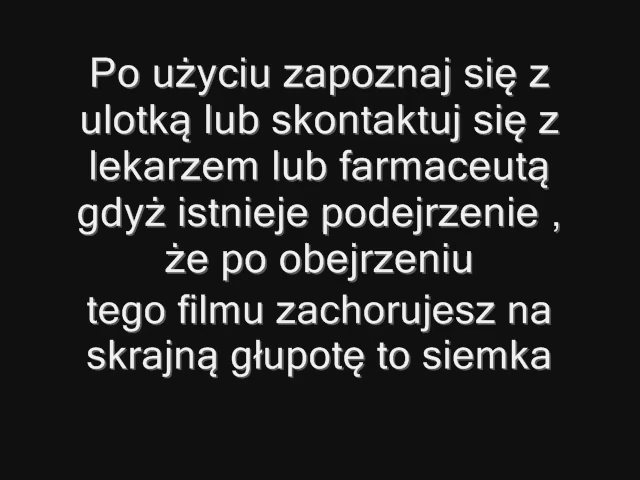 Po użyciu zapoznaj się z
ulotką lub skontaktuj się z
lekarzem lub farmaceutą
gdyż istnieje podejrzenie ,
że po obejrzeniu
tego filmu zachorujesz na
skrajną głupotę to siemka